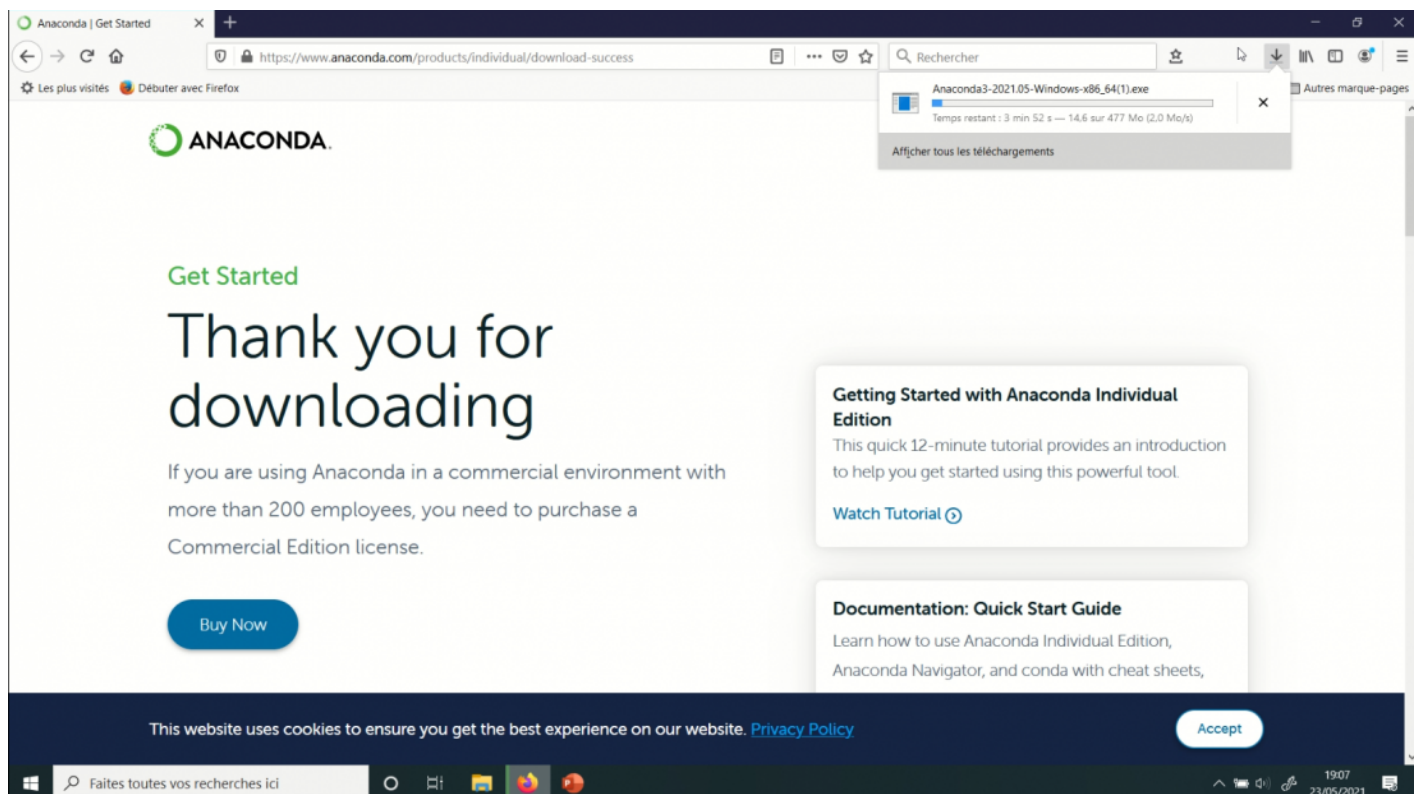 Anaconda | Get Started
https://www.anaconda.com/products/individual/download-success
Rechercher
Les plus visités
Débuter avec Firefox
Autres marque-pages
Anaconda3-2021.05-Windows-x86_64(1).exe
Temps restant : 3 min 52 s — 14,6 sur 477 Mo (2,0 Mo/s)
Afficher tous les téléchargements
ANACONDA.
Get Started
Thank you for
downloading
If you are using Anaconda in a commercial environment with
more than 200 employees, you need to purchase a
Commercial Edition license.
Buy Now
Getting Started with Anaconda Individual
Edition
This quick 12-minute tutorial provides an introduction
to help you get started using this powerful tool.
Watch Tutorial
Documentation: Quick Start Guide
Learn how to use Anaconda Individual Edition,
Anaconda Navigator, and conda with cheat sheets,
This website uses cookies to ensure you get the best experience on our website. Privacy Policy
Accept
Faites toutes vos recherches ici
19:07
23/05/2021